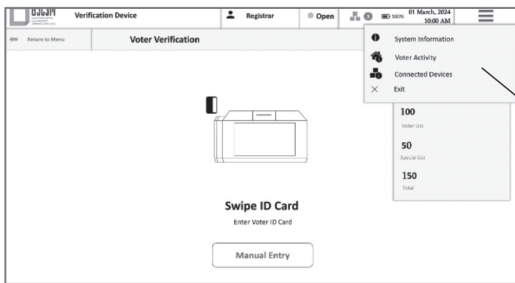 Verification Device
Registrar
Open
100%
01 March, 2024
10:00 AM
Return to Menu
Voter Verification
System Information
Voter Activity
Connected Devices
Exit
100
Voter List
50
Special List
150
Total
Swipe ID Card
Enter Voter ID Card
Manual Entry